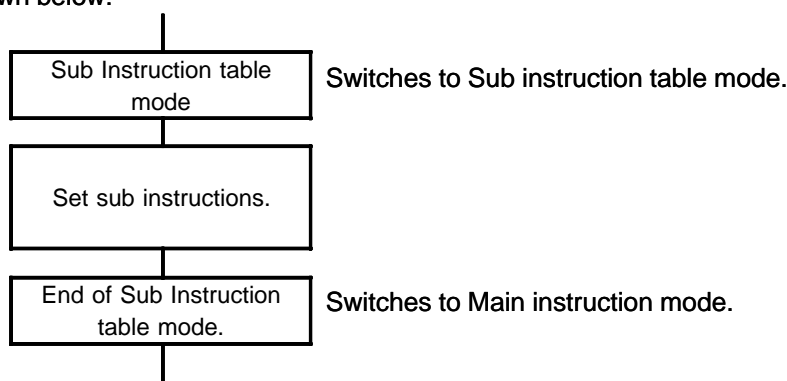 below:
Sub Instruction table
mode
Switches to Sub instruction table mode.
Set sub instructions.
End of Sub Instruction
table mode.
Switches to Main instruction mode.